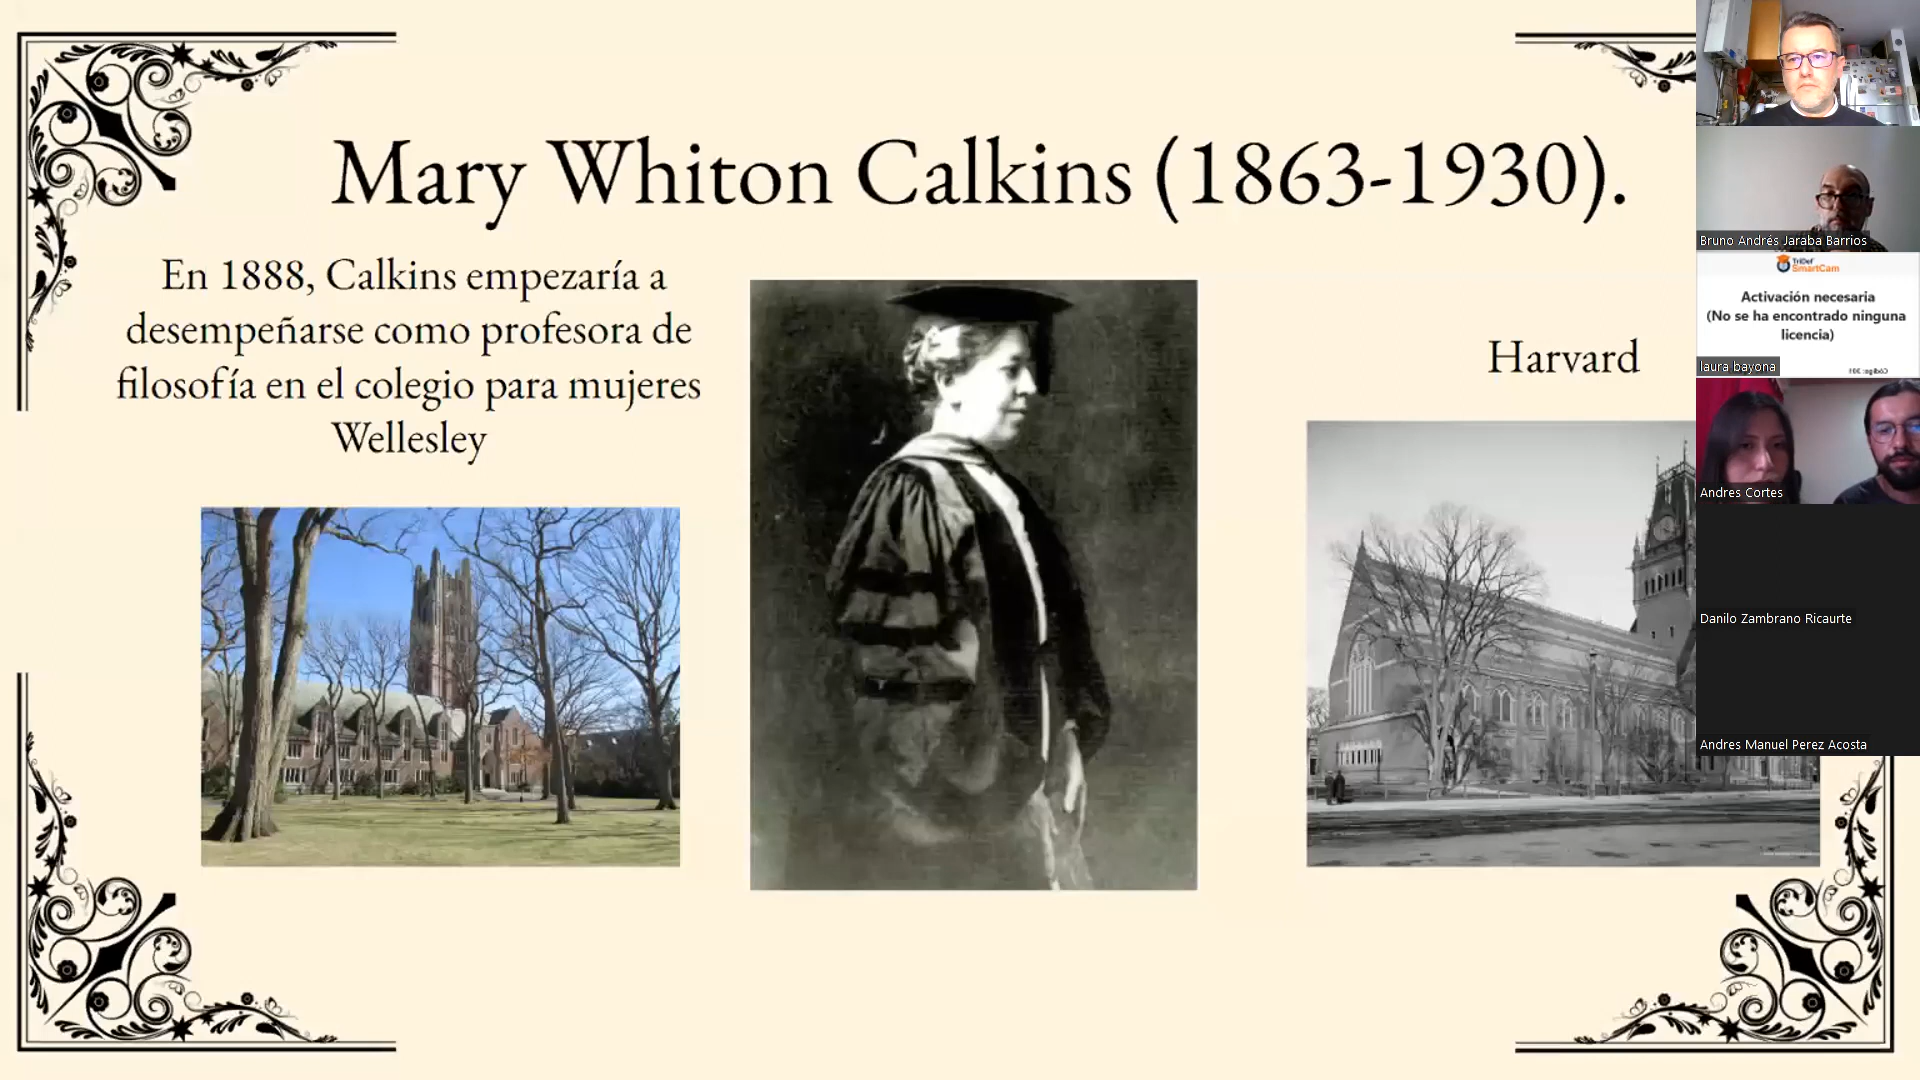 Mary Whiton Calkins (1863-1930).
En 1888, Calkins empezaría a
desempeñarse como profesora de
filosofía en el colegio para mujeres
Wellesley
Harvard
Bruno Andrés Jaraba Barrios
TriDef
SmartCam
Activación necesaria
(No se ha encontrado ninguna
licencia)
laura bayona
Andres Cortes
Danilo Zambrano Ricaurte
Andres Manuel Perez Acosta